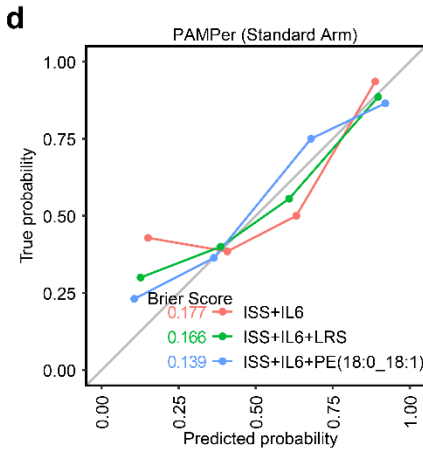 d
PAMPer (Standard Arm)
True probability
1.00
0.75
0.50
0.25
0.00
Brier Score
0.177 ISS+IL6
0.166 ISS+IL6+LRS
0.139 ISS+IL6+PE(18:0_18:1)
0.00 0.25 0.50 0.75 1.00
Predicted probability